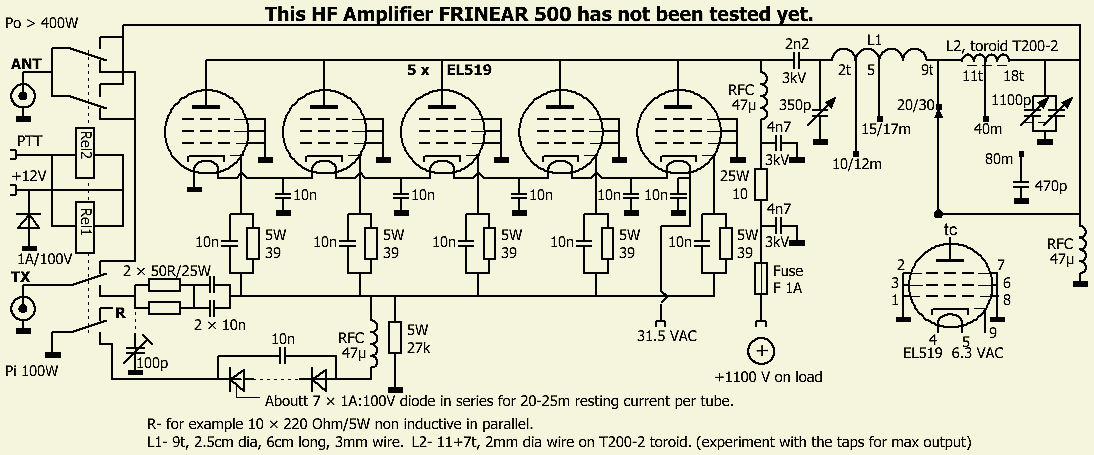 This HF Amplifier FRINEAR 500 has not been tested yet.
Po > 400W
ANT
PTT
+12V
Rel2
Rel1
1A/100V
TX
Pi 100W
2 × 50R/25W
R
2 × 10n
100p
5 x EL519
10n
10n
10n
10n
10n
10n
5W
39
10n
5W
39
10n
5W
39
10n
5W
39
10n
5W
39
10n
RFC
47µ
5W
27k
31.5 VAC
RFC
47µ
2n2
3kV
4n7
3kV
25W
10
4n7
3kV
Fuse
F 1A
+1100 V on load
350p
L1
2t
5
9t
15/17m
10/12m
20/30
L2, toroid T200-2
11t
18t
40m
1100p
80m
470p
RFC
47µ
tc
2
3
1
7
6
8
4
5
9
EL519 6.3 VAC
Aboutt 7 × 1A:100V diode in series for 20-25m resting current per tube.
R- for example 10 × 220 Ohm/5W non inductive in parallel.
L1- 9t, 2.5cm dia, 6cm long, 3mm wire. L2- 11+7t, 2mm dia wire on T200-2 toroid. (experiment with the taps for max output)